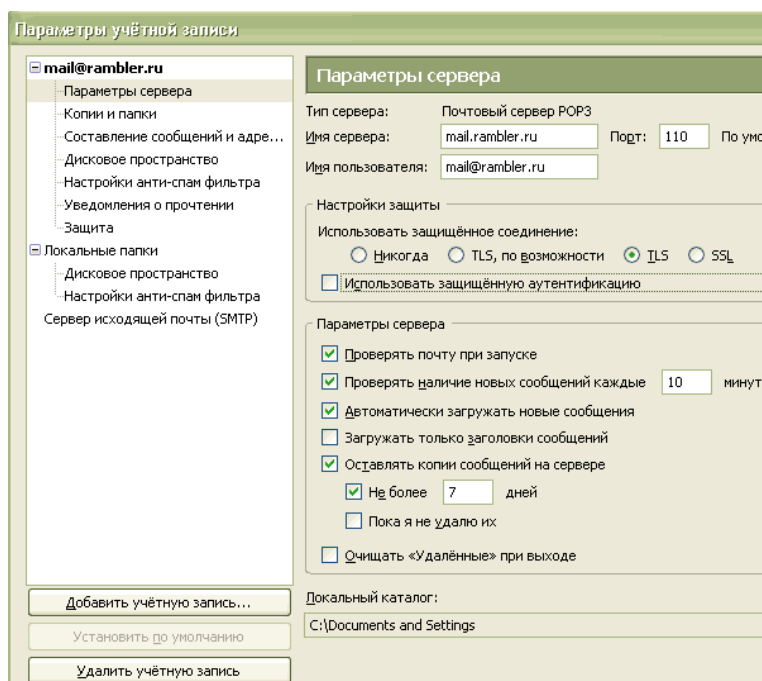 Параметры учётной записи
mail@rambler.ru
Параметры сервера
Копии и папки
Составление сообщений и адре...
Дисковое пространство
Настройки анти-спам фильтра
Уведомления о прочтении
Защита
Локальные папки
Дисковое пространство
Настройки анти-спам фильтра
Сервер исходящей почты (SMTP)
Добавить учётную запись...
Установить по умолчанию
Удалить учётную запись
Параметры сервера
Тип сервера: Почтовый сервер POP3
Имя сервера: mail.rambler.ru Порт: 110 По умо
Имя пользователя: mail@rambler.ru
Настройки защиты
Использовать защищённое соединение:
Никогда TLS, по возможности TLS SSL
Использовать защищённую аутентификацию
Параметры сервера
Проверять почту при запуске
Проверять наличие новых сообщений каждые 10 минут
Автоматически загружать новые сообщения
Загружать только заголовки сообщений
Оставлять копии сообщений на сервере
Не более 7 дней
Пока я не удалю их
Очищать «Удалённые» при выходе
Локальный каталог:
C:\Documents and Settings